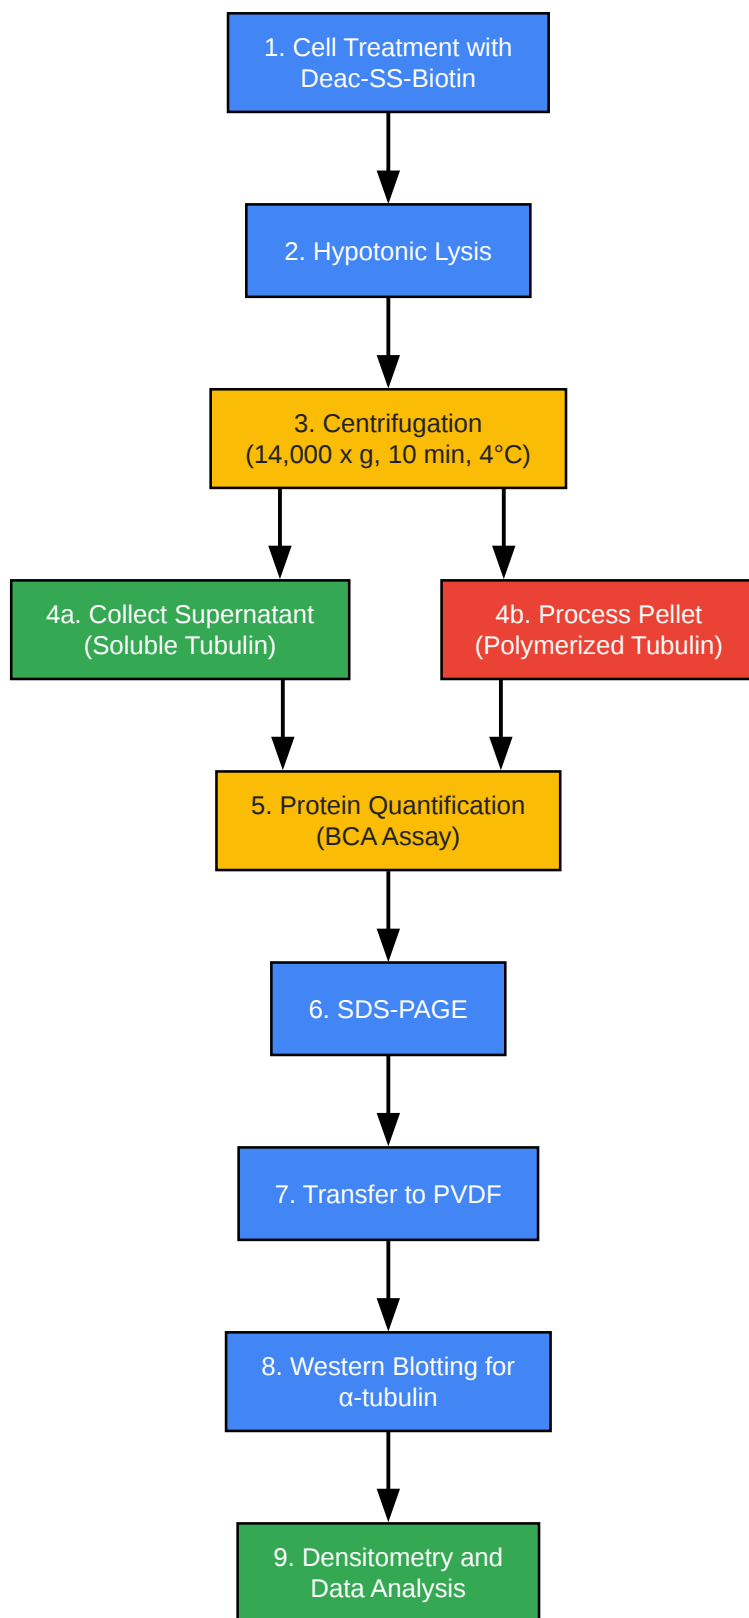 1. Cell Treatment with
Deac-SS-Biotin
2. Hypotonic Lysis
3. Centrifugation
(14,000 x g, 10 min, 4°C)
4a. Collect Supernatant
(Soluble Tubulin)
4b. Process Pellet
(Polymerized Tubulin)
5. Protein Quantification
(BCA Assay)
6. SDS-PAGE
7. Transfer to PVDF
8. Western Blotting for
α-tubulin
9. Densitometry and
Data Analysis